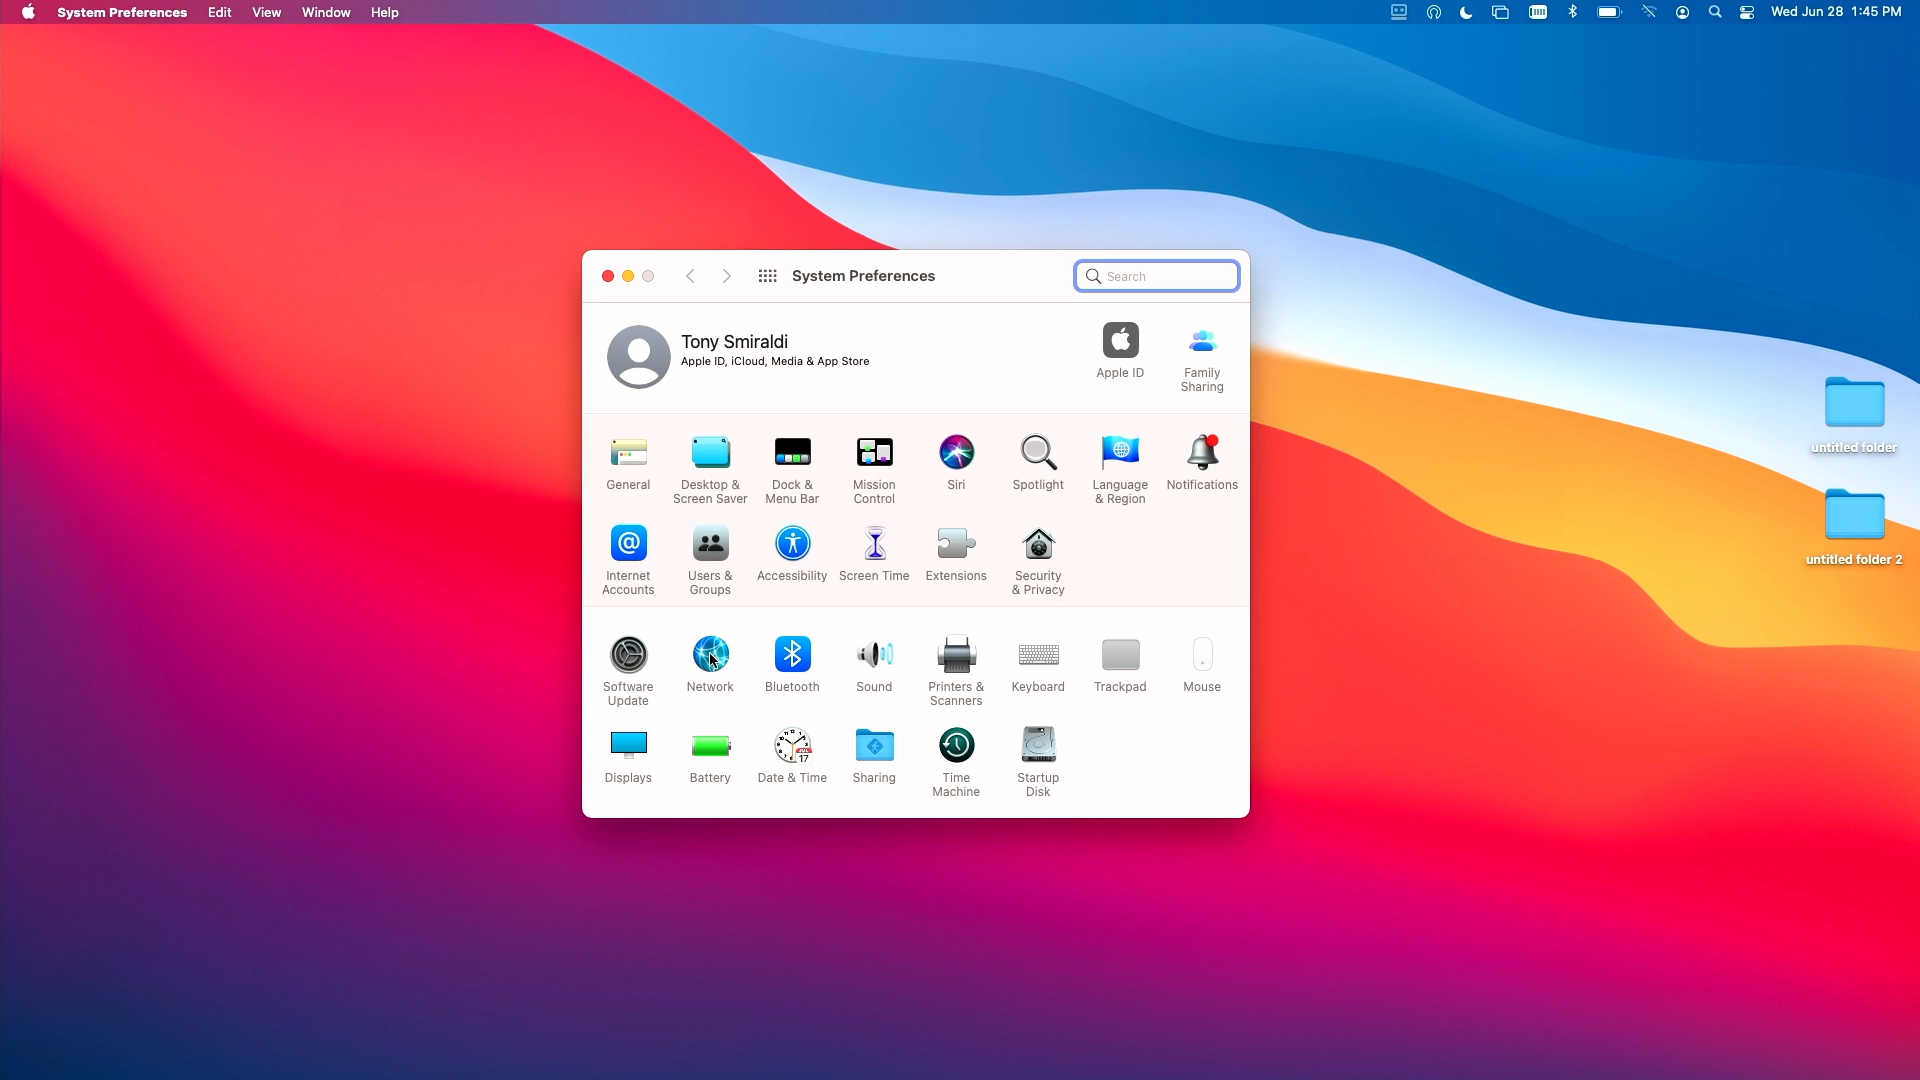 System Preferences Edit View Window Help Wed Jun 28 1:45 PM
System Preferences
Search
Tony Smiraldi
Apple ID, iCloud, Media & App Store
Apple ID
Family
Sharing
General
Desktop &
Screen Saver
Dock &
Menu Bar
Mission
Control
Siri
Spotlight
Language
& Region
Notifications
Internet
Accounts
Users &
Groups
Accessibility
Screen Time
Extensions
Security
& Privacy
Software
Update
Network
Bluetooth
Sound
Printers &
Scanners
Keyboard
Trackpad
Mouse
Displays
Battery
Date & Time
Sharing
Time
Machine
Startup
Disk
untitled folder
untitled folder 2